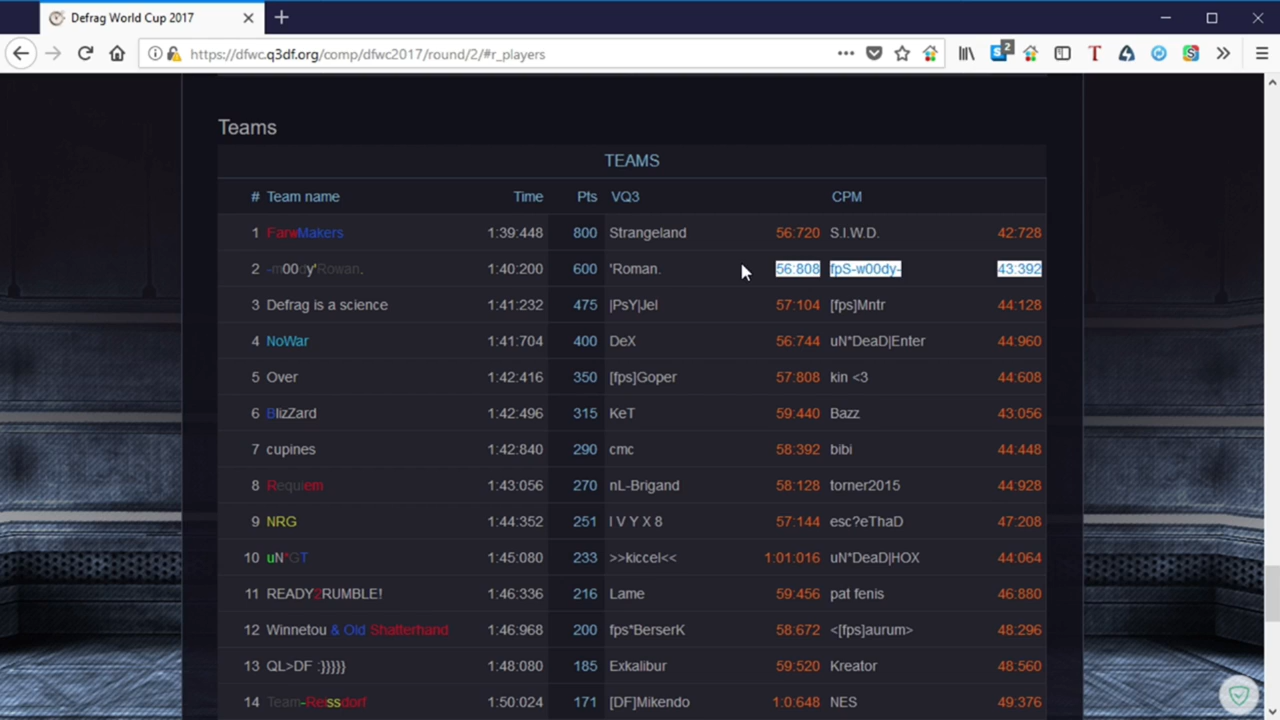 Defrag World Cup 2017
https://dfwc.q3df.org/comp/dfwc2017/round/2/#r_players
2
T
S
Teams
TEAMS
# Team name Time Pts VQ3 CPM
1 FarwMakers 1:39:448 800 Strangeland 56:720 S.I.W.D. 42:728
2 -m00dy'Rowan. 1:40:200 600 'Roman. 56:808 fpS-w00dy- 43:392
3 Defrag is a science 1:41:232 475 |PsY|Jel 57:104 [fps]Mntr 44:128
4 NoWar 1:41:704 400 DeX 56:744 uN*DeaD|Enter 44:960
5 Over 1:42:416 350 [fps]Goper 57:808 kin <3 44:608
6 BlizZard 1:42:496 315 KeT 59:440 Bazz 43:056
7 cupines 1:42:840 290 cmc 58:392 bibi 44:448
8 Requiem 1:43:056 270 nL-Brigand 58:128 torner2015 44:928
9 NRG 1:44:352 251 I V Y X 8 57:144 esc?eThaD 47:208
10 uN*GT 1:45:080 233 >>kiccel<< 1:01:016 uN*DeaD|HOX 44:064
11 READY2RUMBLE! 1:46:336 216 Lame 59:456 pat fenis 46:880
12 Winnetou & Old Shatterhand 1:46:968 200 fps*BerserK 58:672 <[fps]aurum> 48:296
13 QL>DF :}}}}} 1:48:080 185 Exkalibur 59:520 Kreator 48:560
14 Team-Reissdorf 1:50:024 171 [DF]Mikendo 1:0:648 NES 49:376